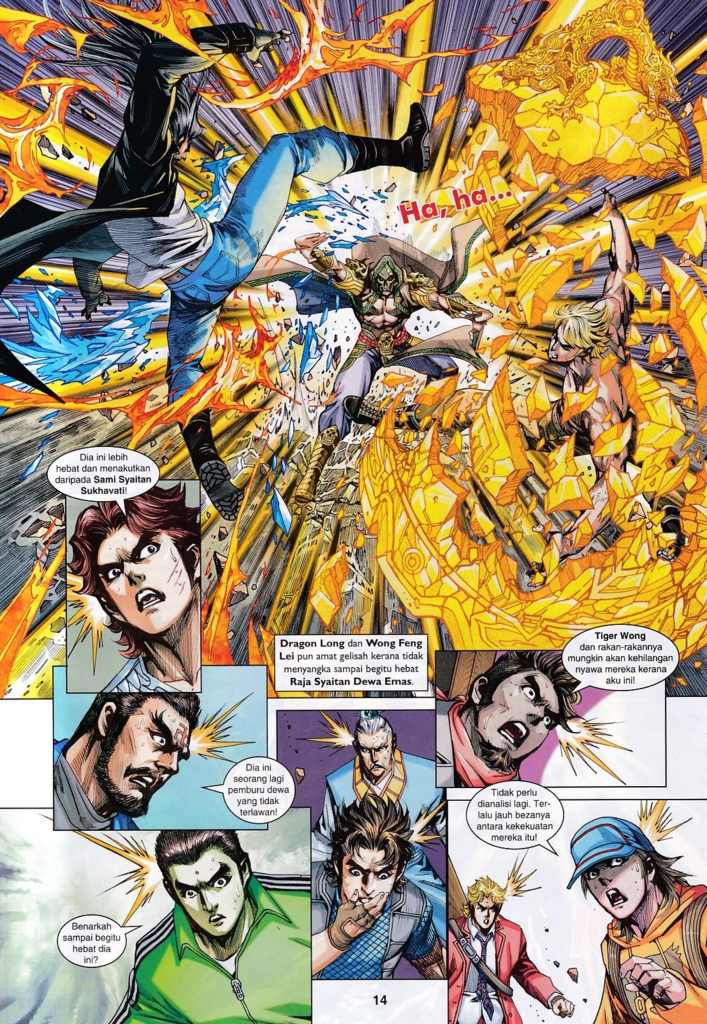 Ha, ha...
Dia ini lebih
hebat dan menakutkan
daripada Sami Syaitan
Sukhavati!
Dragon Long dan Wong Feng
Lei pun amat gelisah kerana tidak
menyangka sampai begitu hebat
Raja Syaitan Dewa Emas.
Tiger Wong
dan rakan-rakannya
mungkin akan kehilangan
nyawa mereka kerana
aku ini!
Dia ini
seorang lagi
pemburu dewa
yang tidak
terlawan!
Tidak perlu
dianalisi lagi. Ter-
lalu jauh bezanya
antara kekekuatan
mereka itu!
Benarkah
sampai begitu
hebat dia
ini?
14